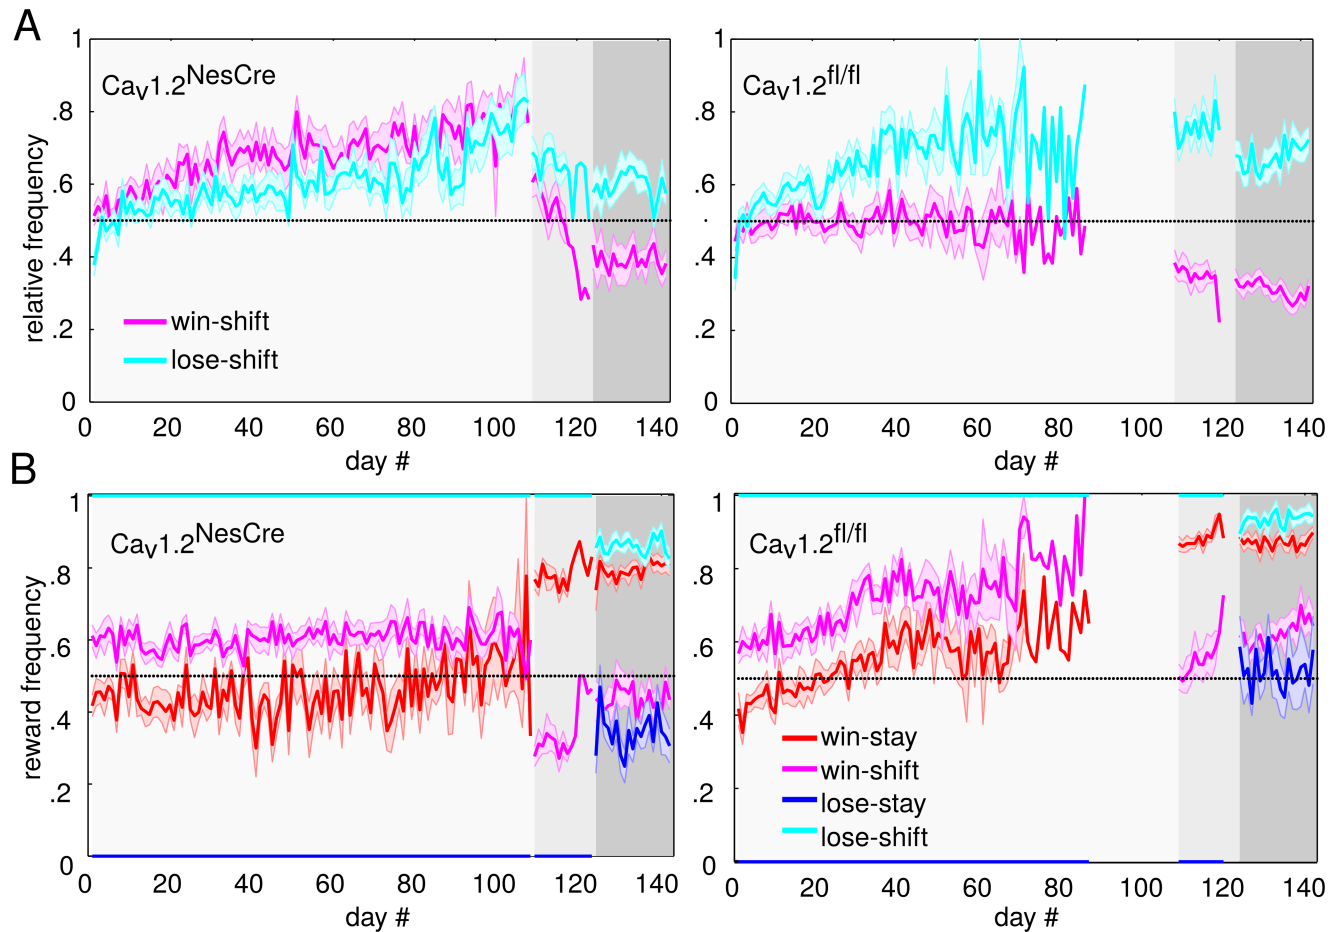 A
Cav1.2NesCre
Cav1.2fl/fl
relative frequency
1
.8
.6
.4
.2
0
win-shift
lose-shift
0 20 40 60 80 100 120 140
day #
1
.8
.6
.4
.2
0
0 20 40 60 80 100 120 140
day #
B
Cav1.2NesCre
Cav1.2fl/fl
reward frequency
1
.8
.6
.4
.2
0
0 20 40 60 80 100 120 140
day #
1
.8
.6
.4
.2
0
win-stay
win-shift
lose-stay
lose-shift
0 20 40 60 80 100 120 140
day #